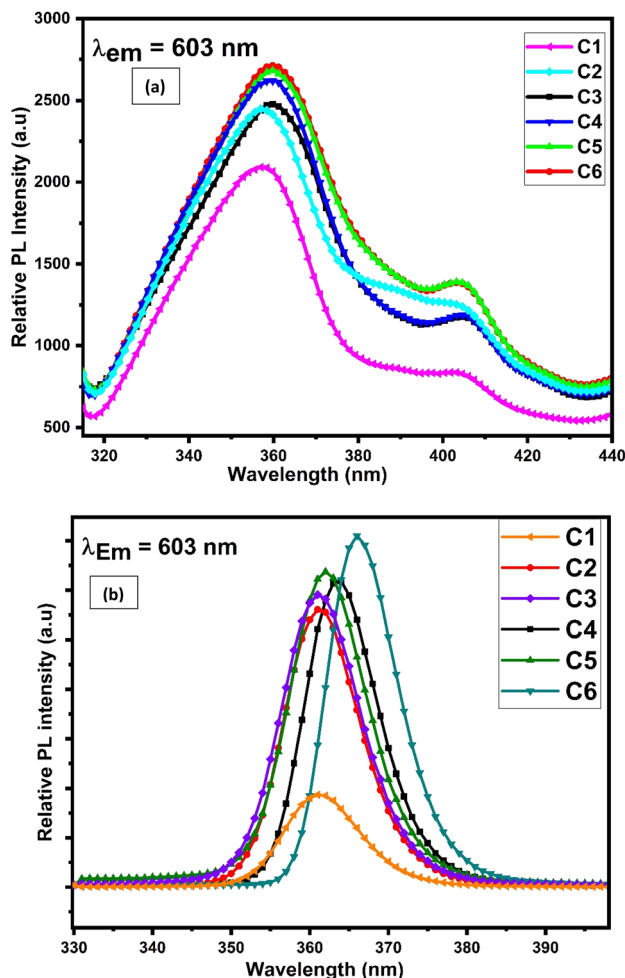 λem = 603 nm
(a)
C1
C2
C3
C4
C5
C6
Relative PL Intensity (a.u)
3000
2500
2000
1500
1000
500
320 340 360 380 400 420 440
Wavelength (nm)
λEm = 603 nm
(b)
C1
C2
C3
C4
C5
C6
Relative PL intensity (a.u)
330 340 350 360 370 380 390
Wavelength (nm)